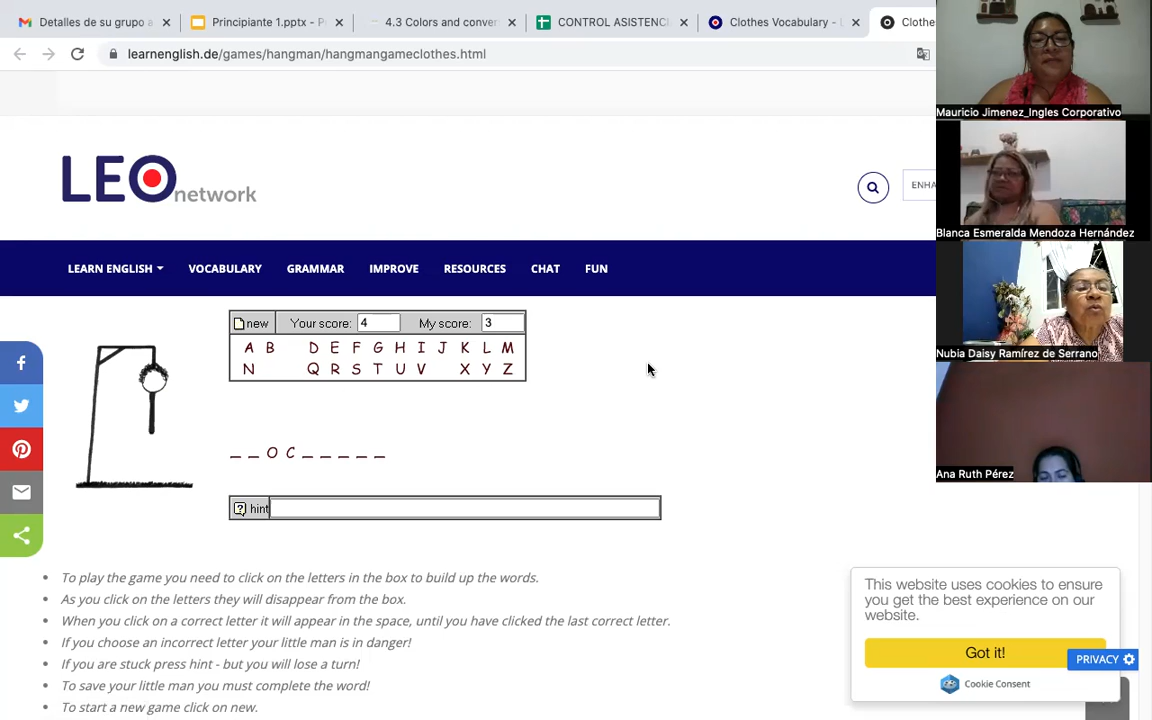 Detalles de su grupo a
Principiante 1.pptx - P
4.3 Colors and conver
CONTROL ASISTENC
Clothes Vocabulary - L
Clothe
learnenglish.de/games/hangman/hangmangameclothes.html
Mauricio Jimenez_Ingles Corporativo
LEO network
ENHA
Blanca Esmeralda Mendoza Hernández
LEARN ENGLISH
VOCABULARY
GRAMMAR
IMPROVE
RESOURCES
CHAT
FUN
new Your score: 4 My score: 3
A B D E F G H I J K L M
N Q R S T U V X Y Z
Nubia Daisy Ramírez de Serrano
_ _ O C _ _ _ _ _
Ana Ruth Pérez
? hint
To play the game you need to click on the letters in the box to build up the words.
As you click on the letters they will disappear from the box.
When you click on a correct letter it will appear in the space, until you have clicked the last correct letter.
If you choose an incorrect letter your little man is in danger!
If you are stuck press hint - but you will lose a turn!
To save your little man you must complete the word!
To start a new game click on new.
This website uses cookies to ensure
you get the best experience on our
website.
Got it!
PRIVACY
Cookie Consent